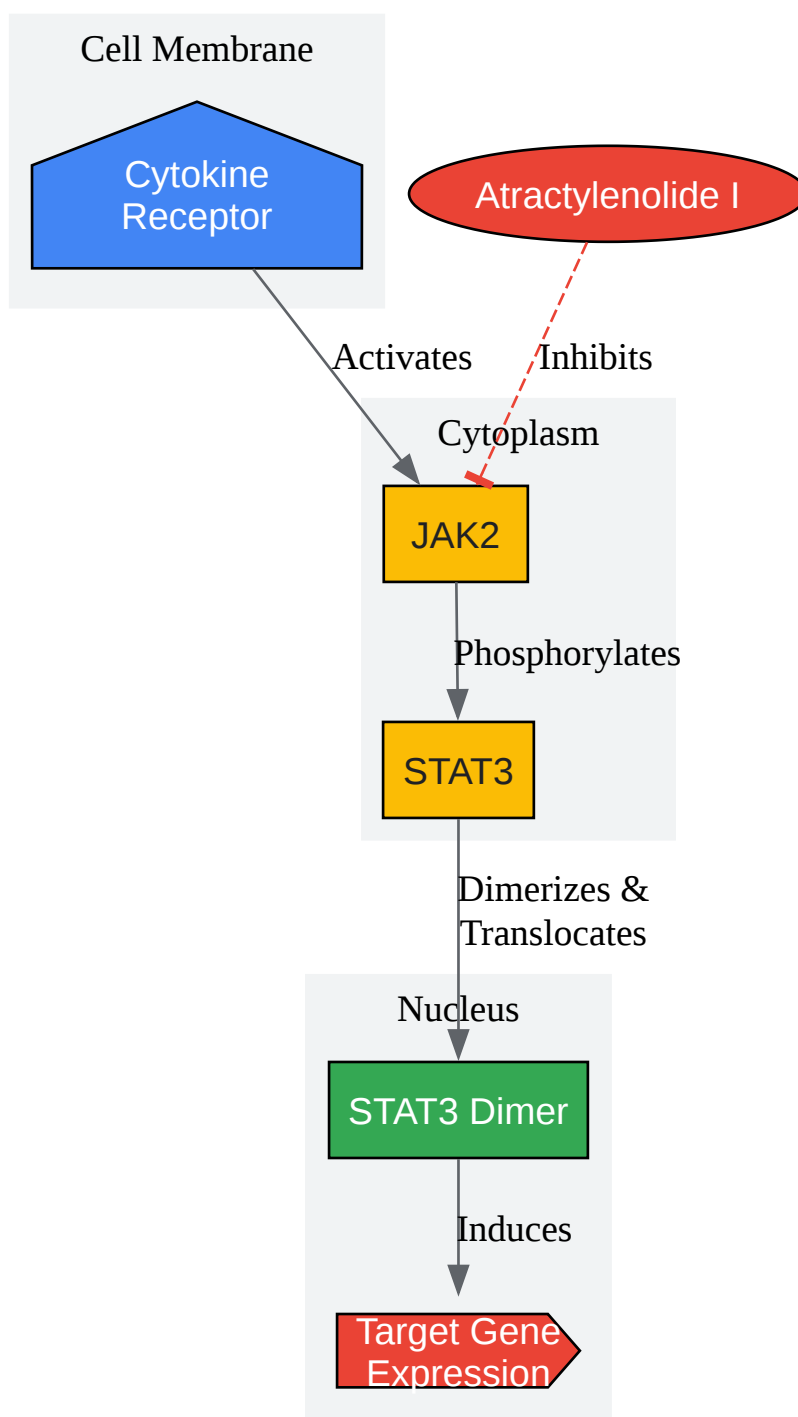 Cell Membrane
Cytokine
Receptor
Atractylenolide I
Activates
Inhibits
Cytoplasm
JAK2
Phosphorylates
STAT3
Dimerizes &
Translocates
Nucleus
STAT3 Dimer
Induces
Target Gene
Expression